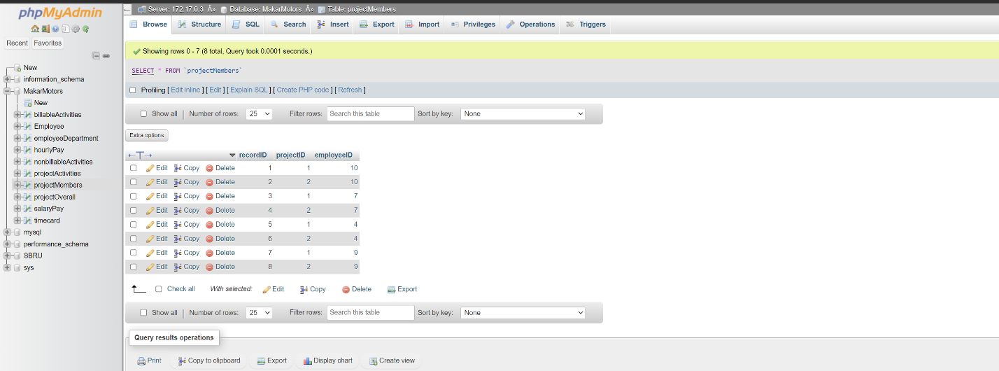 phpMyAdmin
Recent Favorites
New
information_schema
MakarMotors
New
billableActivities
Employee
employeeDepartment
hourlyPay
nonbillableActivities
projectActivities
projectMembers
projectOverall
salaryPay
timecard
mysql
performance_schema
SBRU
sys
Server: 172.17.0.3 Â» Database: MakarMotors Â» Table: projectMembers
Browse Structure SQL Search Insert Export Import Privileges Operations Triggers
Showing rows 0 - 7 (8 total, Query took 0.0001 seconds.)
SELECT * FROM `projectMembers`
Profiling [ Edit inline ] [ Edit ] [ Explain SQL ] [ Create PHP code ] [ Refresh ]
Show all | Number of rows: 25 Filter rows: Search this table Sort by key: None
Extra options
←T→ recordID projectID employeeID
Edit Copy Delete 1 1 10
Edit Copy Delete 2 2 10
Edit Copy Delete 3 1 7
Edit Copy Delete 4 2 7
Edit Copy Delete 5 1 4
Edit Copy Delete 6 2 4
Edit Copy Delete 7 1 9
Edit Copy Delete 8 2 9
Check all With selected: Edit Copy Delete Export
Show all | Number of rows: 25 Filter rows: Search this table Sort by key: None
Query results operations
Print Copy to clipboard Export Display chart Create view